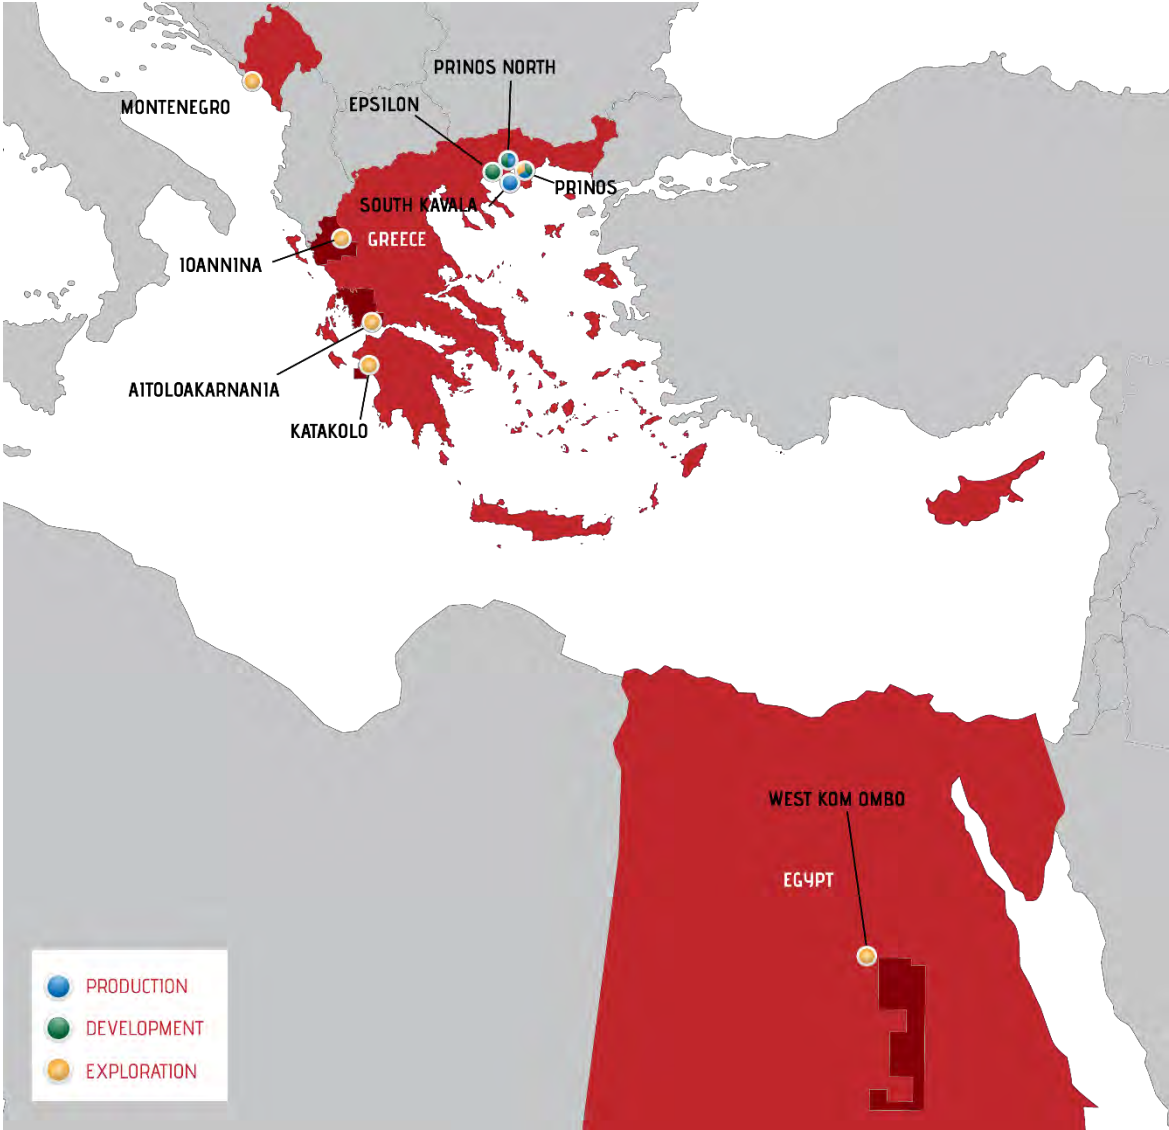 PRINOS NORTH
EPSILON
MONTENEGRO
PRINOS
SOUTH KAVALA
GREECE
IOANNINA
AITOLOAKARNANIA
KATAKOLO
WEST KOM OMBO
EGYPT
PRODUCTION
DEVELOPMENT
EXPLORATION